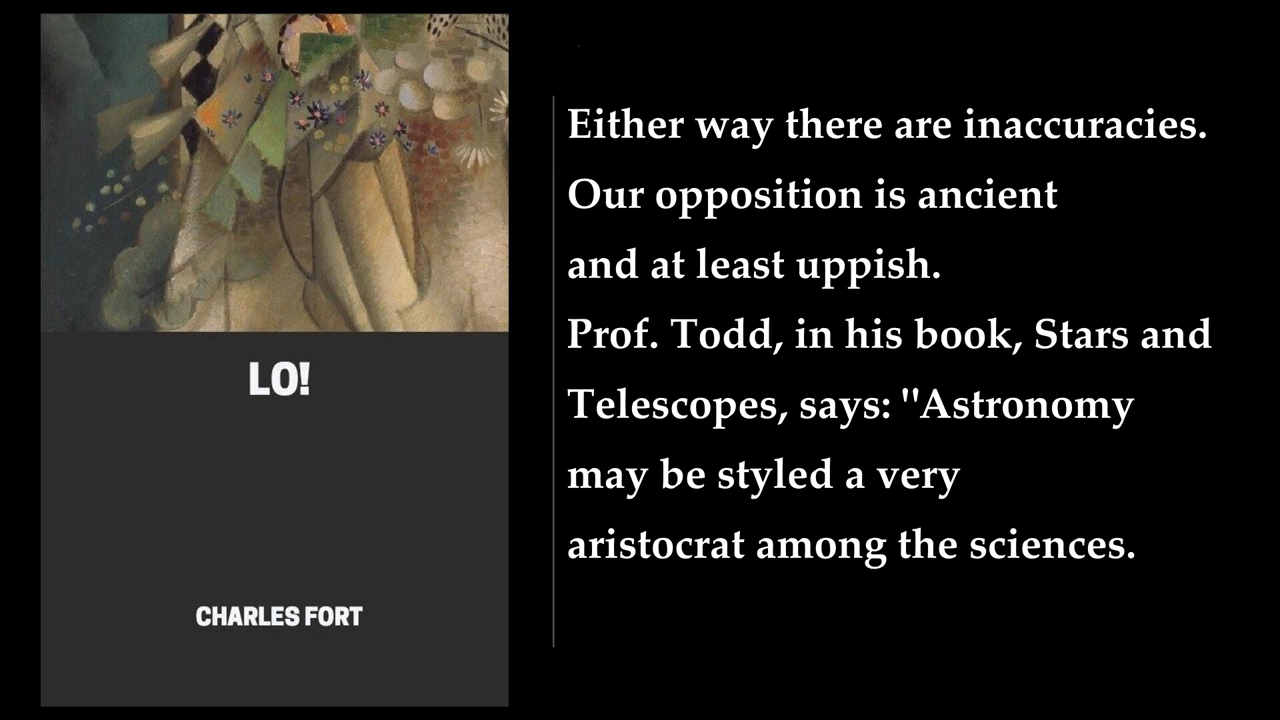 LO!
CHARLES FORT
Either way there are inaccuracies.
Our opposition is ancient
and at least uppish.
Prof. Todd, in his book, Stars and
Telescopes, says: "Astronomy
may be styled a very
aristocrat among the sciences.